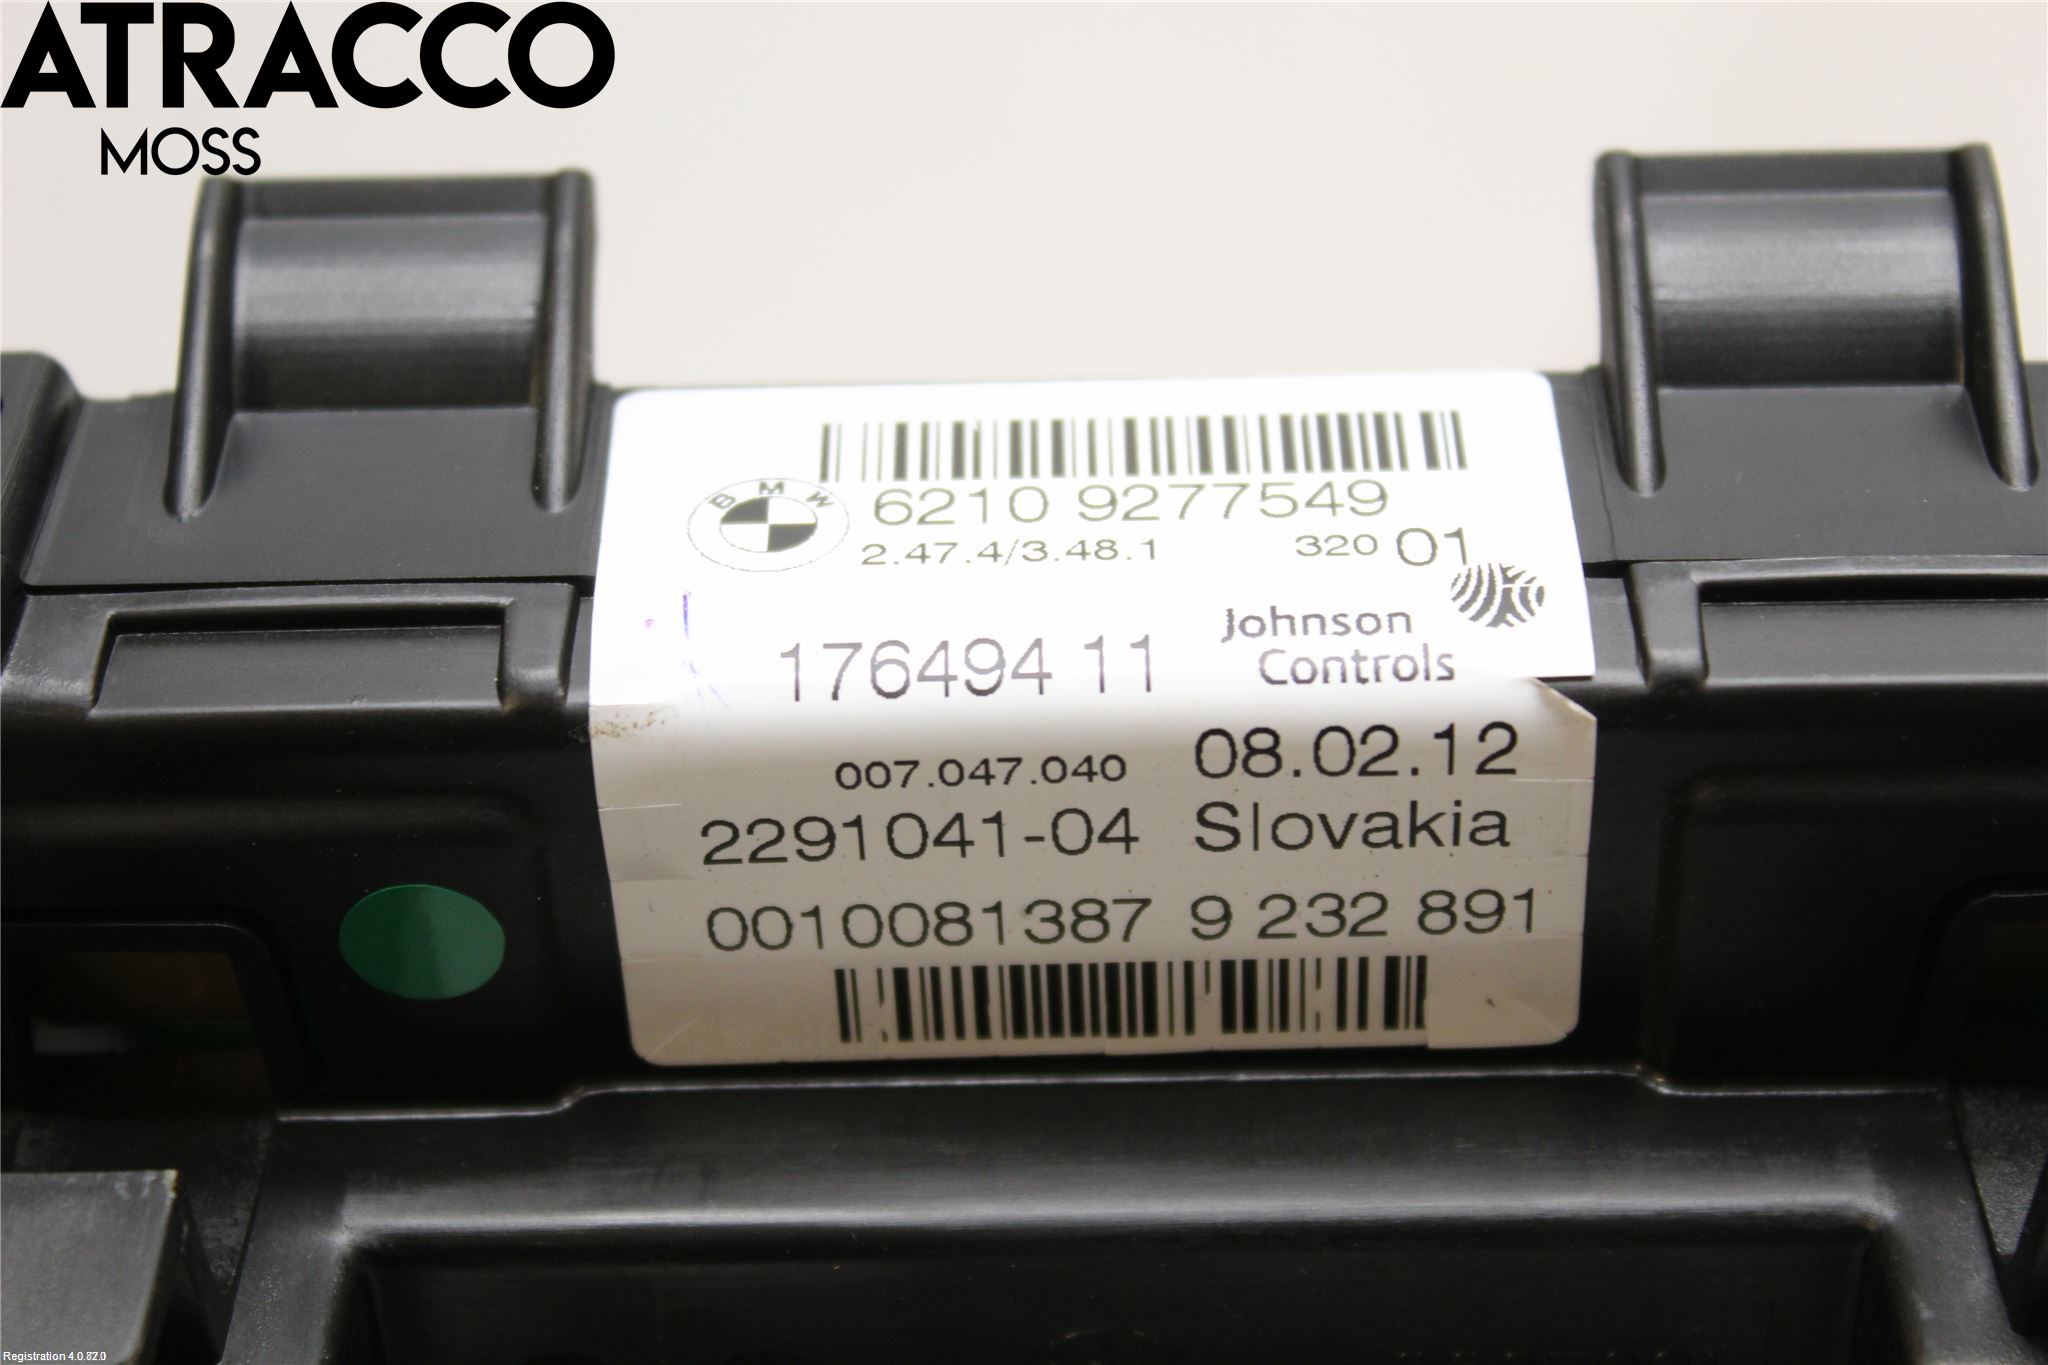 ATRACCO
MOSS
BMW
6210 9277549
2.47.4/3.48.1 320 01
Johnson
Controls
176494 11
007.047.040 08.02.12
2291041-04 Slovakia
0010081387 9 232 891
Registration 4.0.82.0